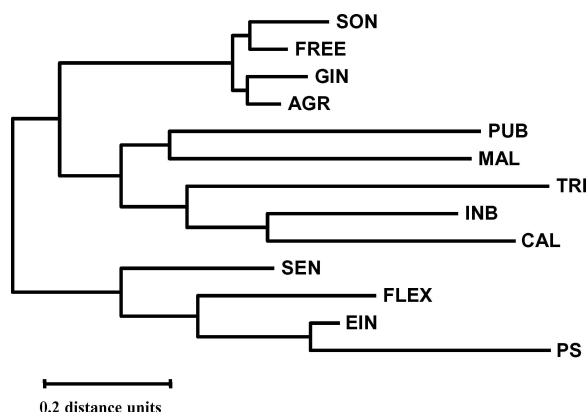 SON
FREE
GIN
AGR
PUB
MAL
TRI
INB
CAL
SEN
FLEX
EIN
PS
0.2 distance units